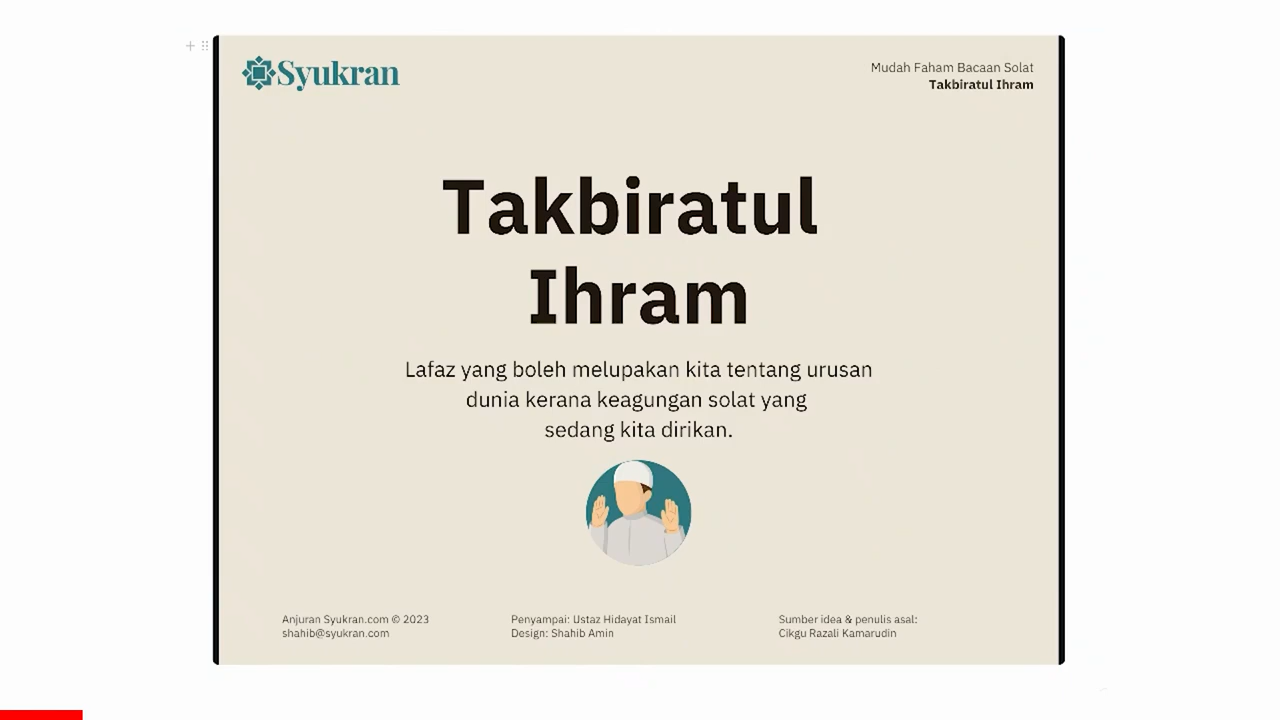 Syukran
Mudah Faham Bacaan Solat
Takbiratul Ihram
Takbiratul
Ihram
Lafaz yang boleh melupakan kita tentang urusan
dunia kerana keagungan solat yang
sedang kita dirikan.
Anjuran Syukran.com © 2023
shahib@syukran.com
Penyampai: Ustaz Hidayat Ismail
Design: Shahib Amin
Sumber idea & penulis asal:
Cikgu Razali Kamarudin